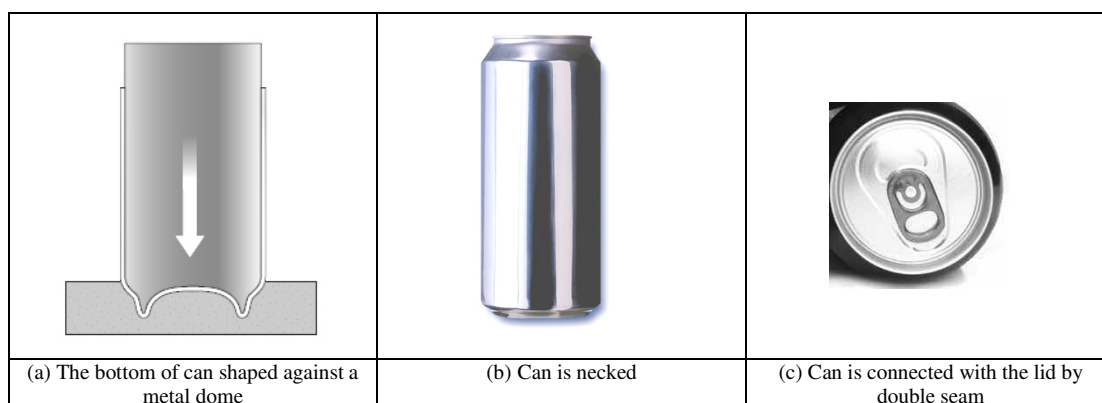 (a) The bottom of can shaped against a
metal dome
(b) Can is necked
(c) Can is connected with the lid by
double seam